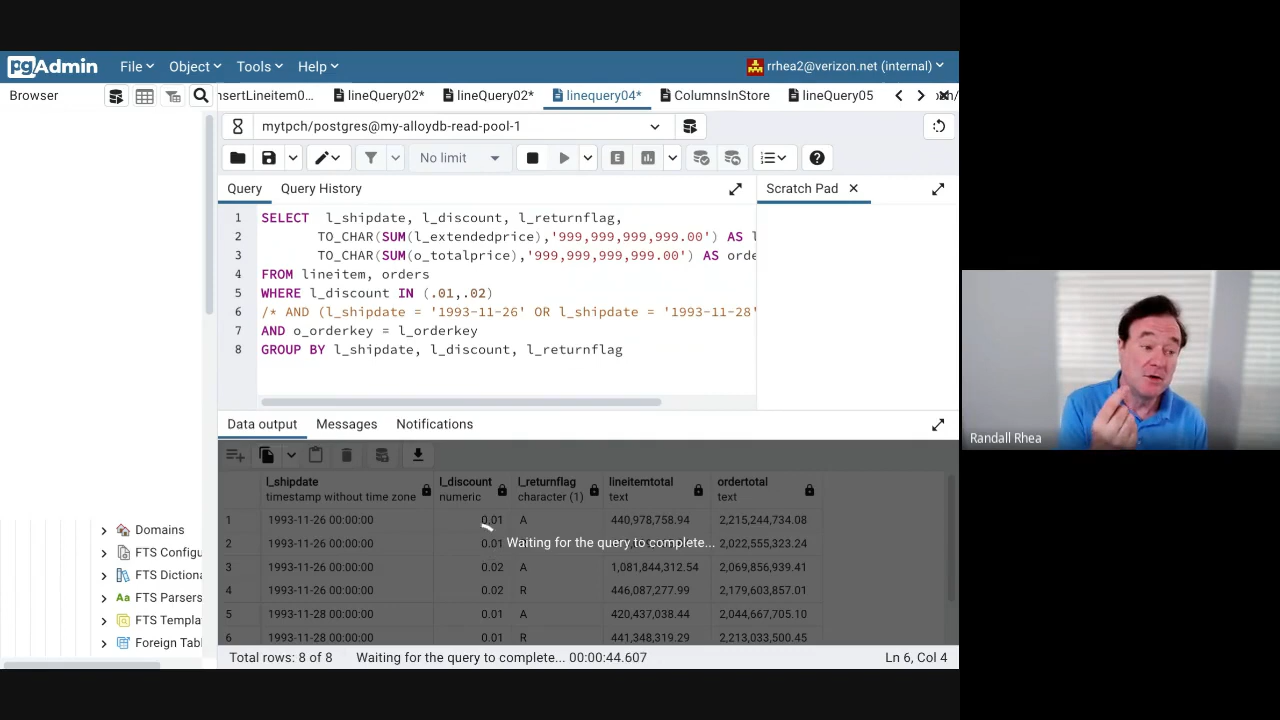 pgAdmin File Object Tools Help rrhea2@verizon.net (internal)
Browser nsertLineitem0... lineQuery02* lineQuery02* linequery04* ColumnsInStore lineQuery05
mytpch/postgres@my-alloydb-read-pool-1
No limit
Query Query History Scratch Pad
1 SELECT l_shipdate, l_discount, l_returnflag,
2 TO_CHAR(SUM(l_extendedprice),'999,999,999,999.00') AS l
3 TO_CHAR(SUM(o_totalprice),'999,999,999,999.00') AS orde
4 FROM lineitem, orders
5 WHERE l_discount IN (.01,.02)
6 /* AND (l_shipdate = '1993-11-26' OR l_shipdate = '1993-11-28'
7 AND o_orderkey = l_orderkey
8 GROUP BY l_shipdate, l_discount, l_returnflag
Randall Rhea
Data output Messages Notifications
l_shipdate l_discount l_returnflag lineitemtotal ordertotal
timestamp without time zone numeric character (1) text text
1 1993-11-26 00:00:00 0.01 A 440,978,758.94 2,215,244,734.08
2 1993-11-26 00:00:00 0.01 2,022,555,323.24
Waiting for the query to complete...
3 1993-11-26 00:00:00 0.02 A 1,081,844,312.54 2,069,856,939.41
4 1993-11-26 00:00:00 0.02 R 446,087,277.99 2,179,603,857.01
5 1993-11-28 00:00:00 0.01 A 420,437,038.44 2,044,667,705.10
6 1993-11-28 00:00:00 0.01 R 441,348,319.29 2,213,033,500.45
Domains
FTS Configu
FTS Dictiona
FTS Parsers
FTS Templa
Foreign Tabl
Total rows: 8 of 8 Waiting for the query to complete... 00:00:44.607 Ln 6, Col 4